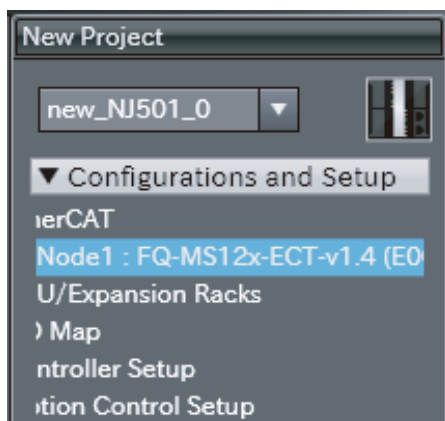 New Project
new_NJ501_0
▼ Configurations and Setup
herCAT
Node1 : FQ-MS12x-ECT-v1.4 (E0
U/Expansion Racks
Map
ntroller Setup
tion Control Setup